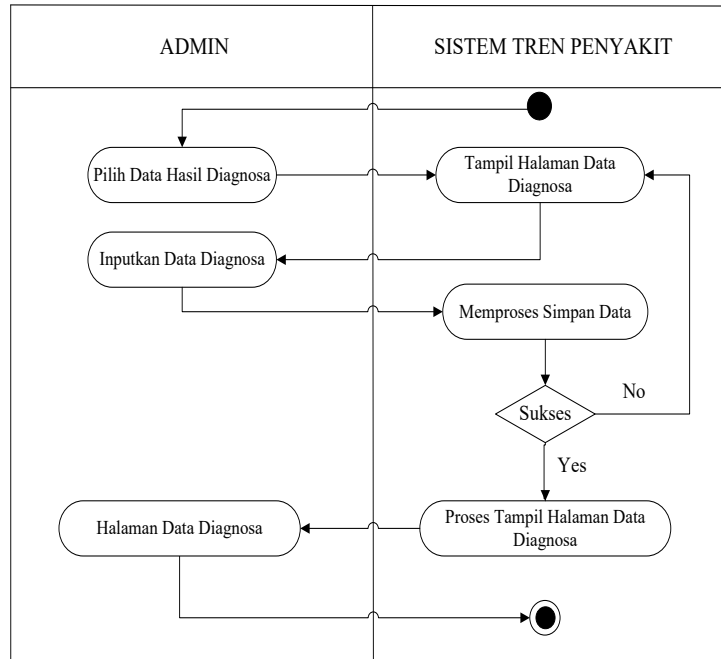 ADMIN
SISTEM TREN PENYAKIT
Pilih Data Hasil Diagnosa
Tampil Halaman Data
Diagnosa
Inputkan Data Diagnosa
Memproses Simpan Data
Sukses
No
Yes
Halaman Data Diagnosa
Proses Tampil Halaman Data
Diagnosa